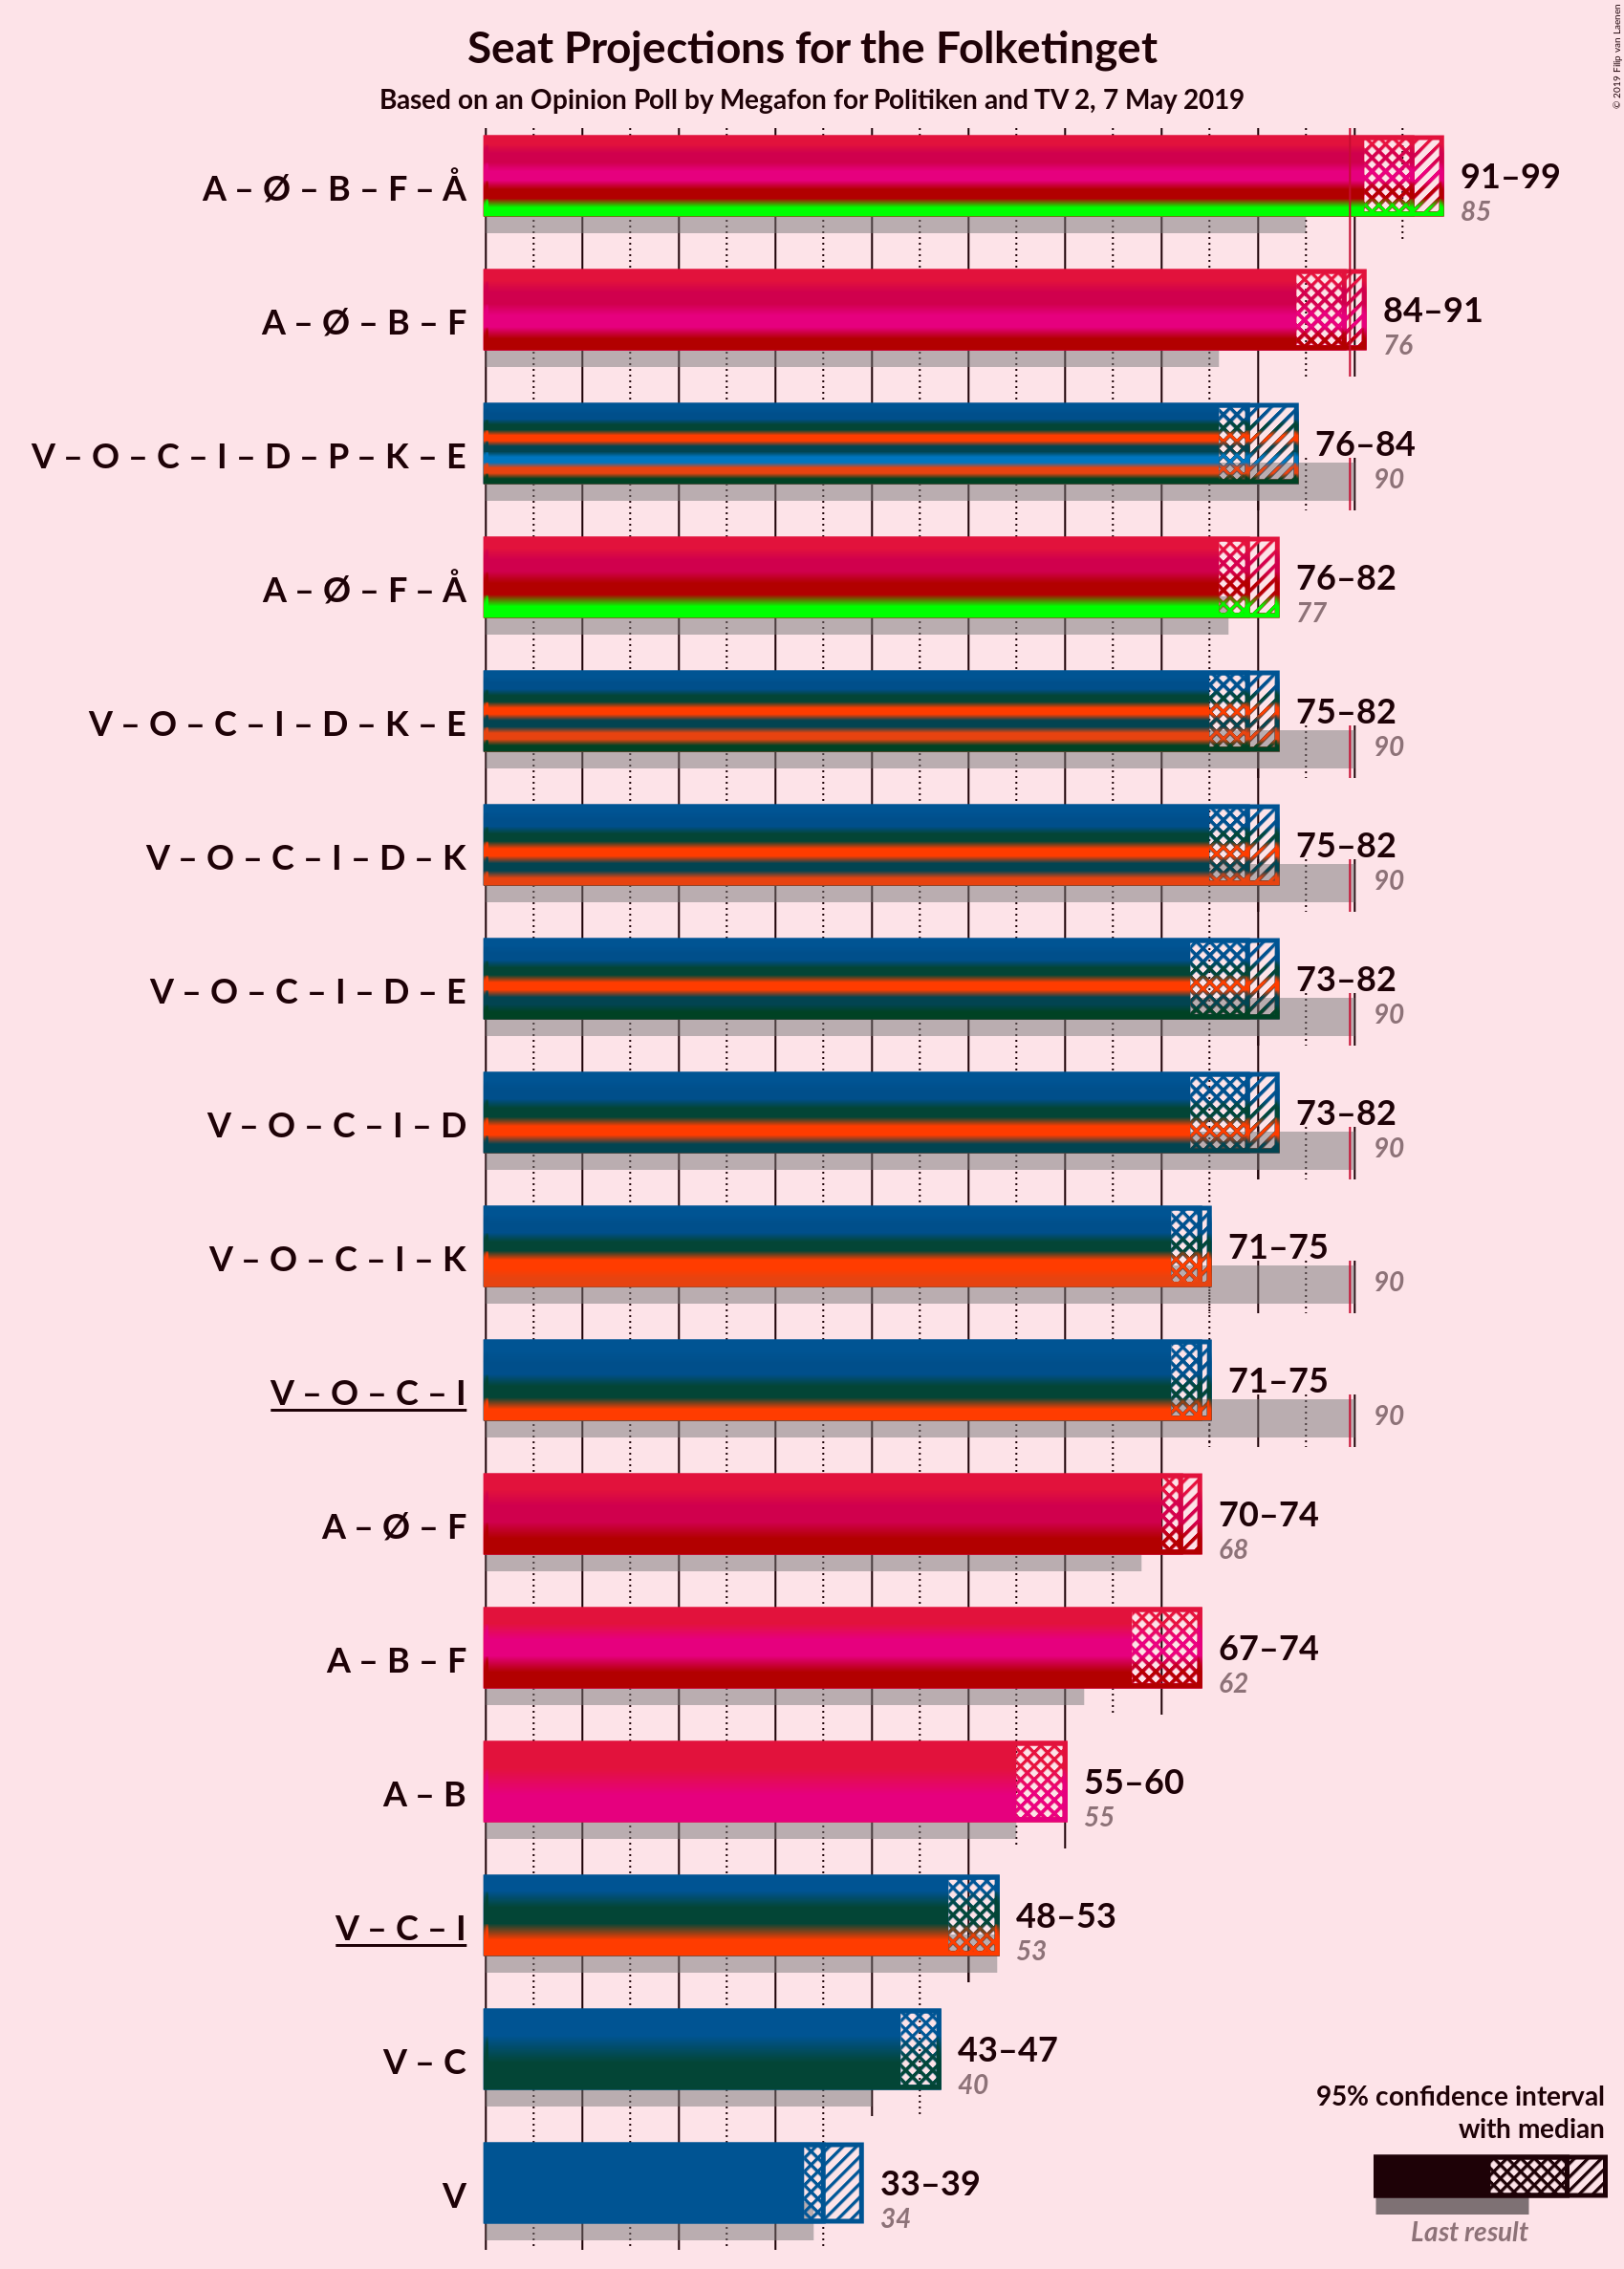 © 2019 Filip van Laenen
Seat Projections for the Folketinget
Based on an Opinion Poll by Megafon for Politiken and TV 2, 7 May 2019
A – Ø – B – F – Å
91–99
85
A – Ø – B – F
84–91
76
V – O – C – I – D – P – K – E
76–84
90
A – Ø – F – Å
76–82
77
V – O – C – I – D – K – E
75–82
90
V – O – C – I – D – K
75–82
90
V – O – C – I – D – E
73–82
90
V – O – C – I – D
73–82
90
V – O – C – I – K
71–75
90
V – O – C – I
71–75
90
A – Ø – F
70–74
68
A – B – F
67–74
62
A – B
55–60
55
V – C – I
48–53
53
V – C
43–47
40
V
33–39
34
95% confidence interval
with median
Last result